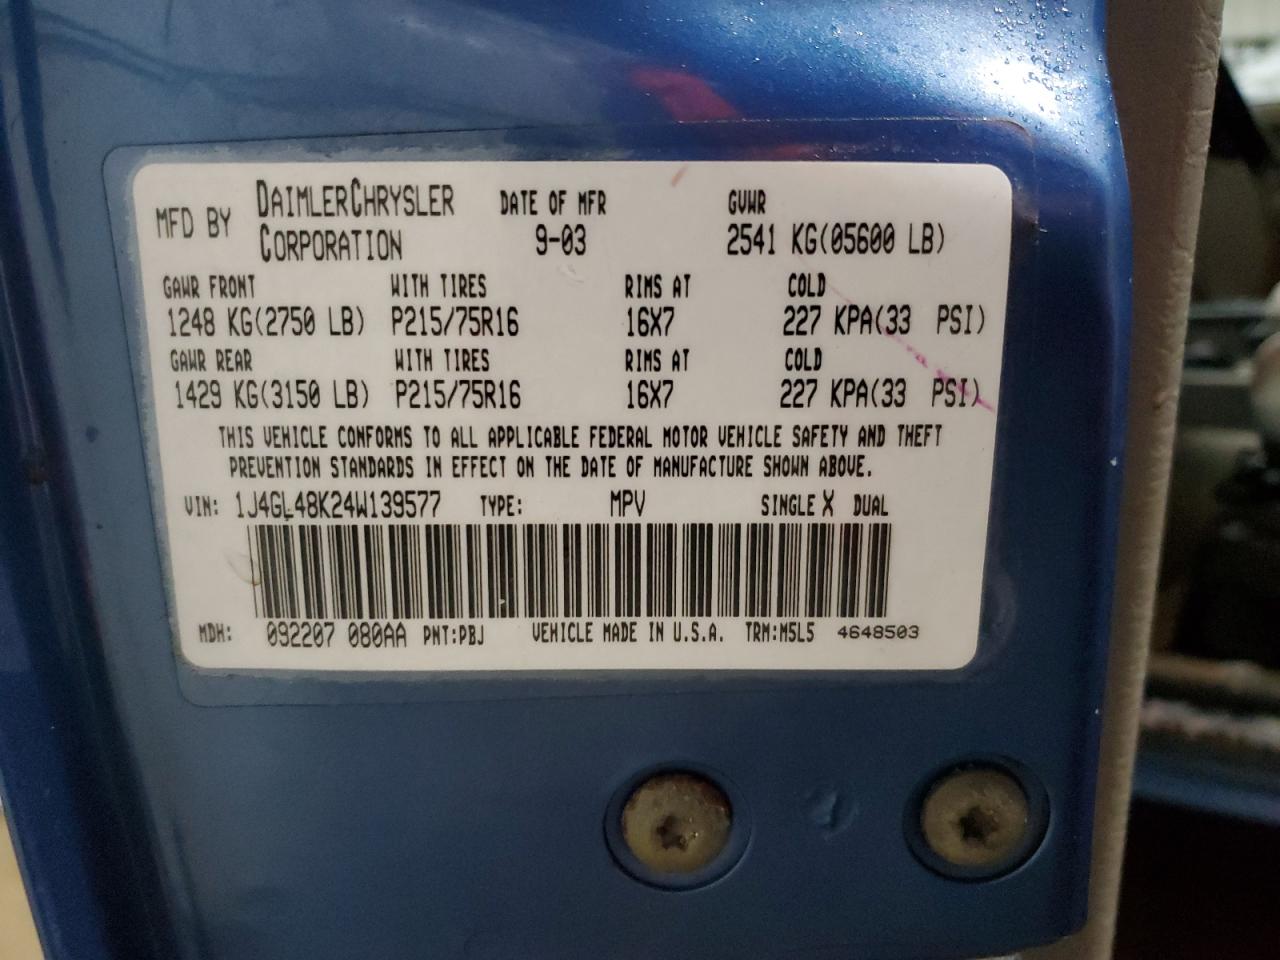 MFD BY DAIMLERCHRYSLER CORPORATION DATE OF MFR 9-03 GVWR 2541 KG(05600 LB)
GAWR FRONT WITH TIRES RIMS AT COLD
1248 KG(2750 LB) P215/75R16 16X7 227 KPA(33 PSI)
GAWR REAR WITH TIRES RIMS AT COLD
1429 KG(3150 LB) P215/75R16 16X7 227 KPA(33 PSI)
THIS VEHICLE CONFORMS TO ALL APPLICABLE FEDERAL MOTOR VEHICLE SAFETY AND THEFT
PREVENTION STANDARDS IN EFFECT ON THE DATE OF MANUFACTURE SHOWN ABOVE.
VIN: 1J4GL48K24W139577 TYPE: MPV SINGLE X DUAL
MDH: 092207 080AA PNT:PBJ VEHICLE MADE IN U.S.A. TRM:M5L5 4648503